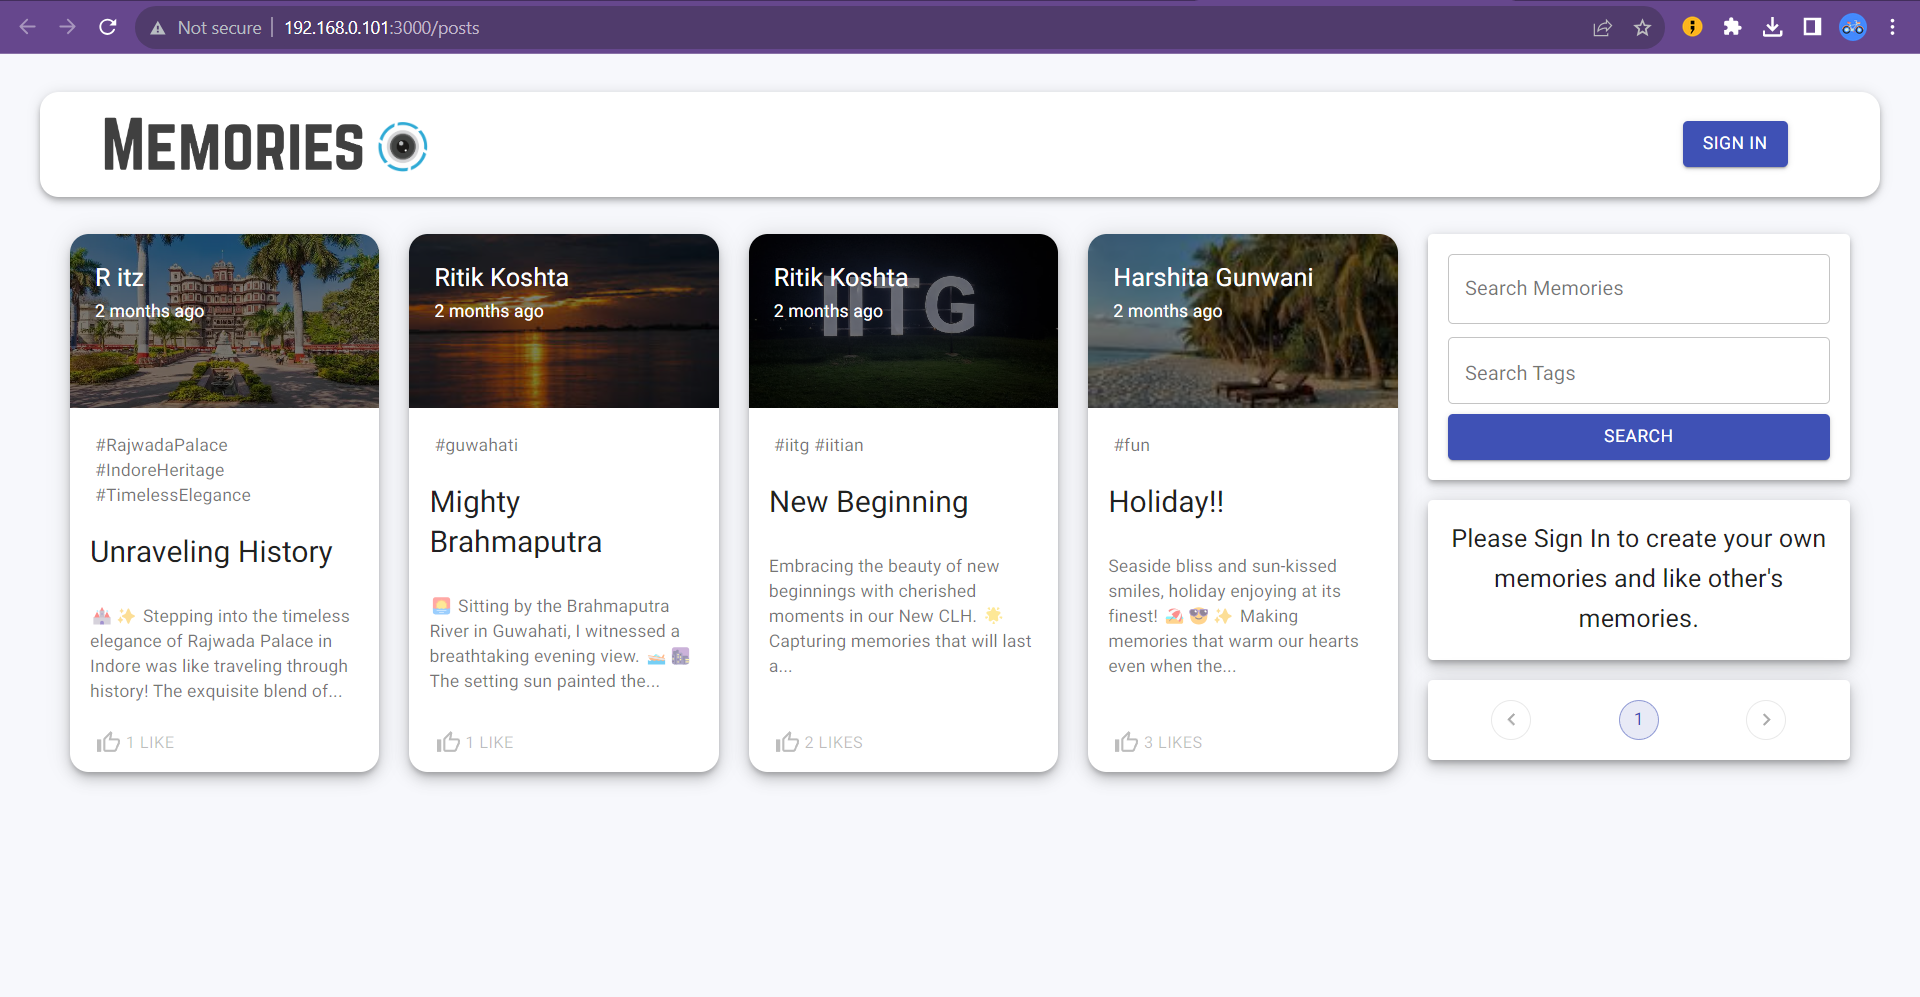 Not secure | 192.168.0.101:3000/posts
MEMORIES
SIGN IN
R itz
2 months ago
#RajwadaPalace
#IndoreHeritage
#TimelessElegance
Unraveling History
🏰 ✨ Stepping into the timeless
elegance of Rajwada Palace in
Indore was like traveling through
history! The exquisite blend of...
1 LIKE
Ritik Koshta
2 months ago
#guwahati
Mighty
Brahmaputra
🌅 Sitting by the Brahmaputra
River in Guwahati, I witnessed a
breathtaking evening view. 🚤 🌆
The setting sun painted the...
1 LIKE
Ritik Koshta
2 months ago
IITG
#iitg #iitian
New Beginning
Embracing the beauty of new
beginnings with cherished
moments in our New CLH. 🌟
Capturing memories that will last
a...
2 LIKES
Harshita Gunwani
2 months ago
#fun
Holiday!!
Seaside bliss and sun-kissed
smiles, holiday enjoying at its
finest! 🏖️ 😎 ✨ Making
memories that warm our hearts
even when the...
3 LIKES
Search Memories
Search Tags
SEARCH
Please Sign In to create your own
memories and like other's
memories.
1